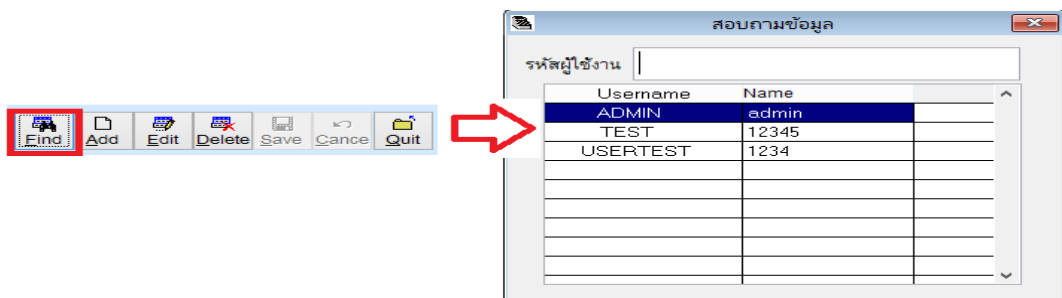 สอบถามข้อมูล
รหัสผู้ใช้งาน
Username Name
ADMIN admin
TEST 12345
USERTEST 1234
Find Add Edit Delete Save Cance Quit